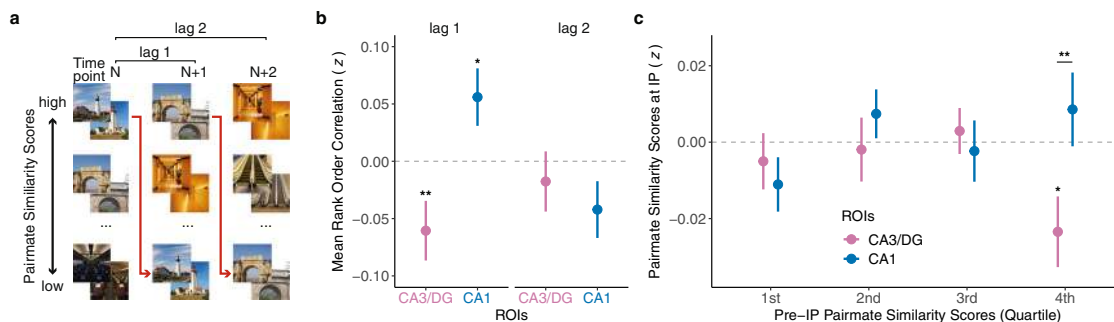 a
lag 2
lag 1
Time
point
N
N+1
N+2
high
Pairmate Similiarity Scores
...
...
low
b
lag 1
lag 2
Mean Rank Order Correlation (z)
0.10
0.05
0.00
−0.05
−0.10
*
**
CA3/DG
CA1
CA3/DG
CA1
ROIs
c
Pairmate Similarity Scores at IP (z)
0.02
0.00
−0.02
**
*
ROIs
CA3/DG
CA1
1st
2nd
3rd
4th
Pre-IP Pairmate Similarity Scores (Quartile)